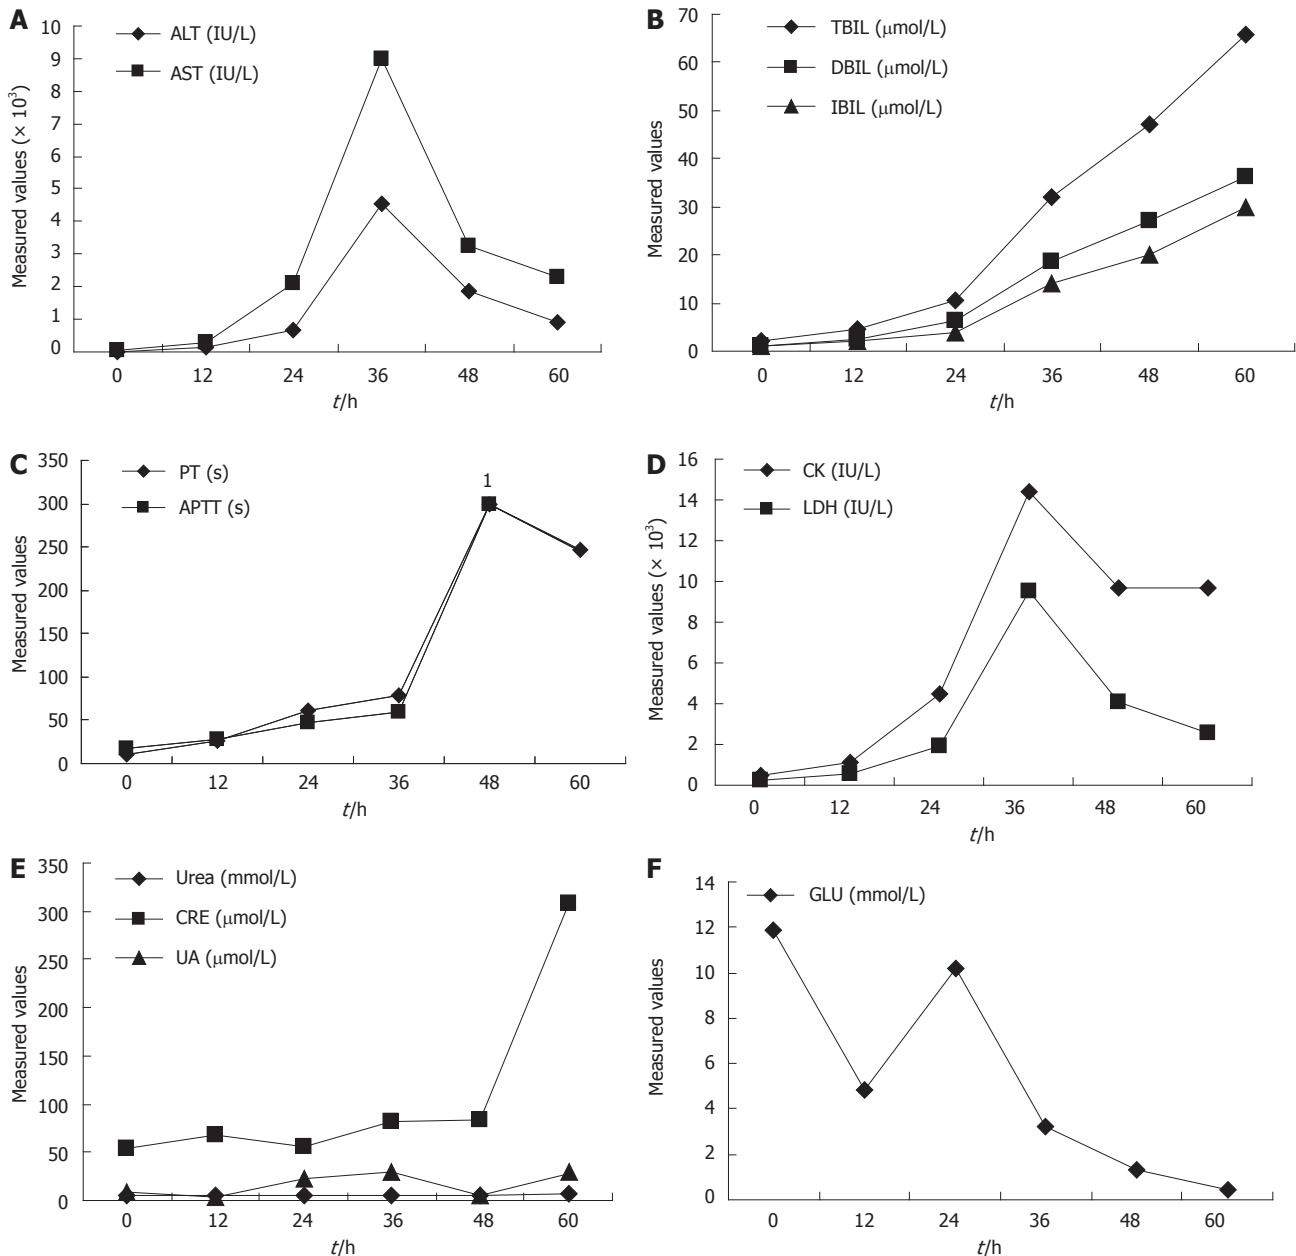 A
ALT (IU/L)
AST (IU/L)
Measured values (× 10³)
10
9
8
7
6
5
4
3
2
1
0
0 12 24 36 48 60
t/h
B
TBIL (μmol/L)
DBIL (μmol/L)
IBIL (μmol/L)
Measured values
70
60
50
40
30
20
10
0
0 12 24 36 48 60
t/h
C
PT (s)
APTT (s)
1
Measured values
350
300
250
200
150
100
50
0
0 12 24 36 48 60
t/h
D
CK (IU/L)
LDH (IU/L)
Measured values (× 10³)
16
14
12
10
8
6
4
2
0
0 12 24 36 48 60
t/h
E
Urea (mmol/L)
CRE (μmol/L)
UA (μmol/L)
Measured values
350
300
250
200
150
100
50
0
0 12 24 36 48 60
t/h
F
GLU (mmol/L)
Measured values
14
12
10
8
6
4
2
0
0 12 24 36 48 60
t/h